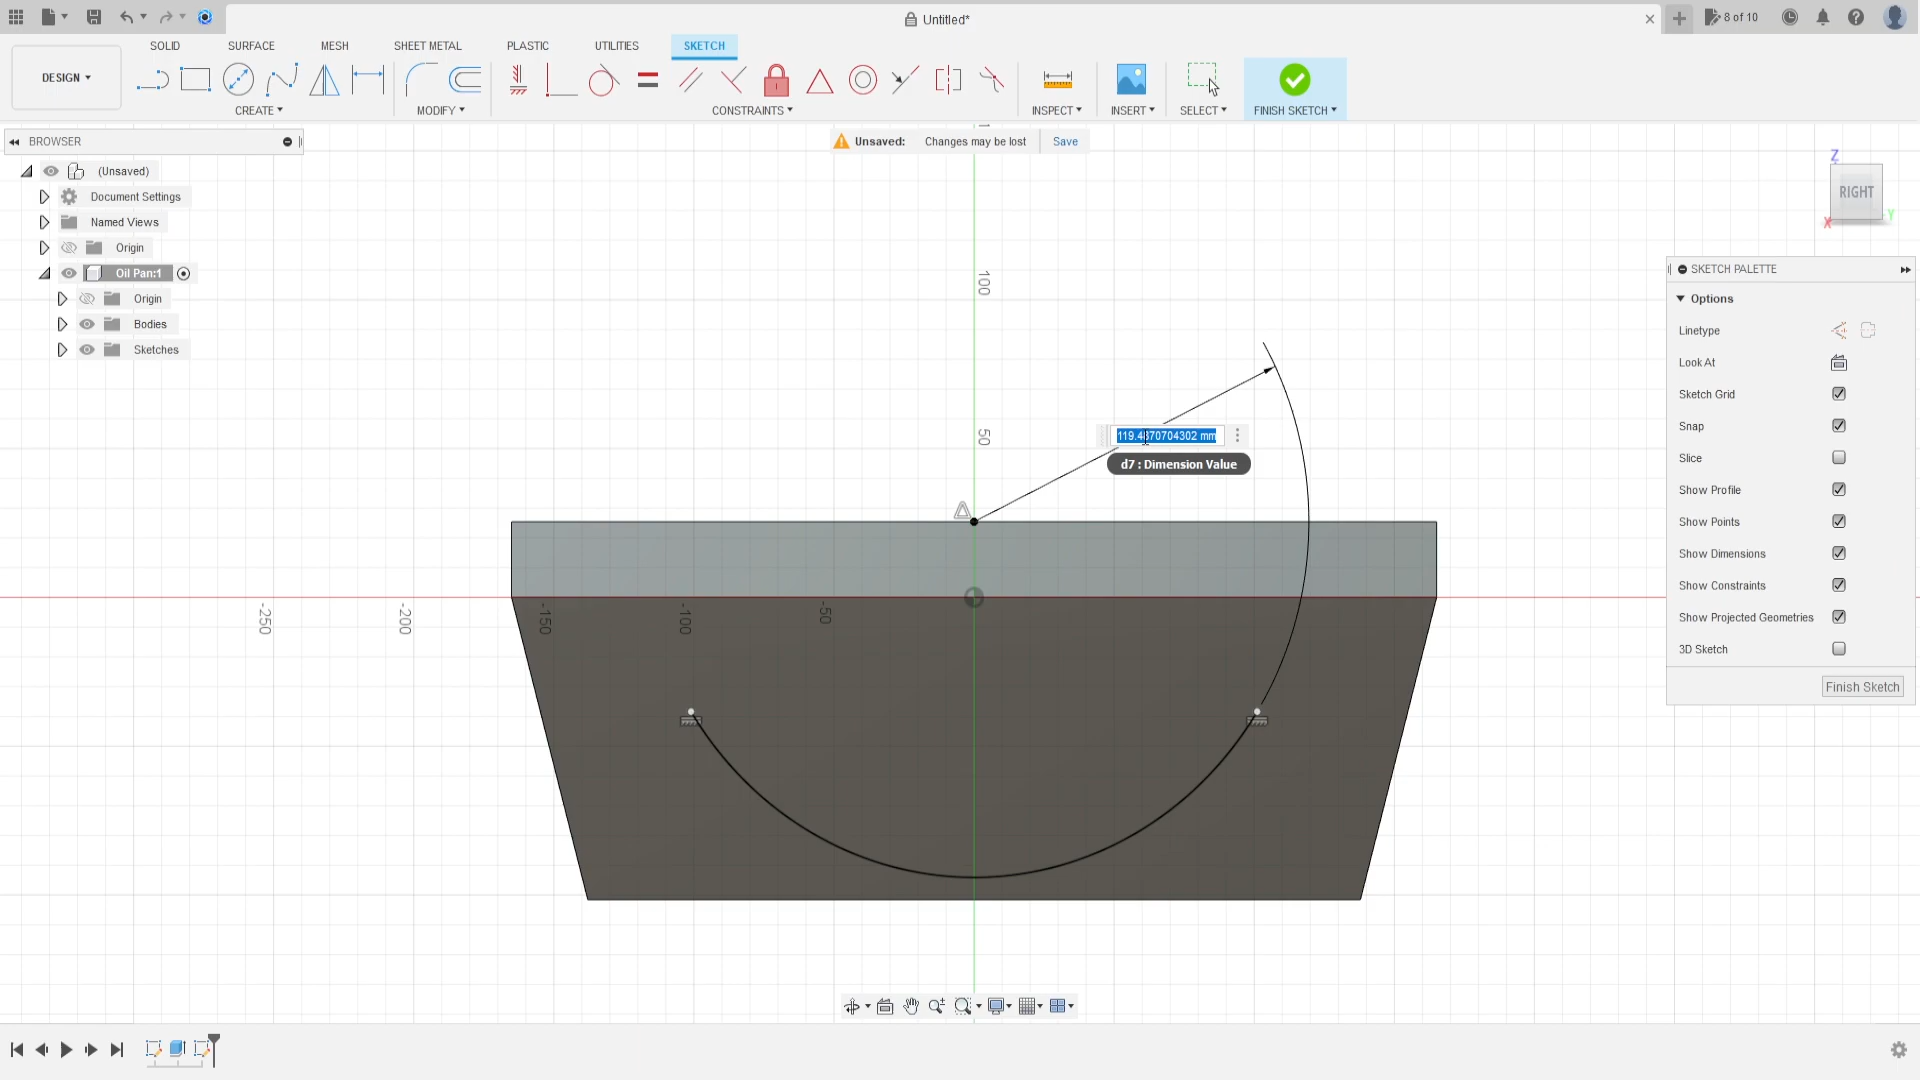 Untitled*
8 of 10
DESIGN
SOLID
SURFACE
MESH
SHEET METAL
PLASTIC
UTILITIES
SKETCH
CREATE
MODIFY
CONSTRAINTS
INSPECT
INSERT
SELECT
FINISH SKETCH
BROWSER
Unsaved: Changes may be lost Save
(Unsaved)
Document Settings
Named Views
Origin
Oil Pan:1
Origin
Bodies
Sketches
Z
RIGHT
X
Y
100
50
119.4870704302 mm
d7 : Dimension Value
-250
-200
-150
-100
-50
SKETCH PALETTE
Options
Linetype
Look At
Sketch Grid
Snap
Slice
Show Profile
Show Points
Show Dimensions
Show Constraints
Show Projected Geometries
3D Sketch
Finish Sketch